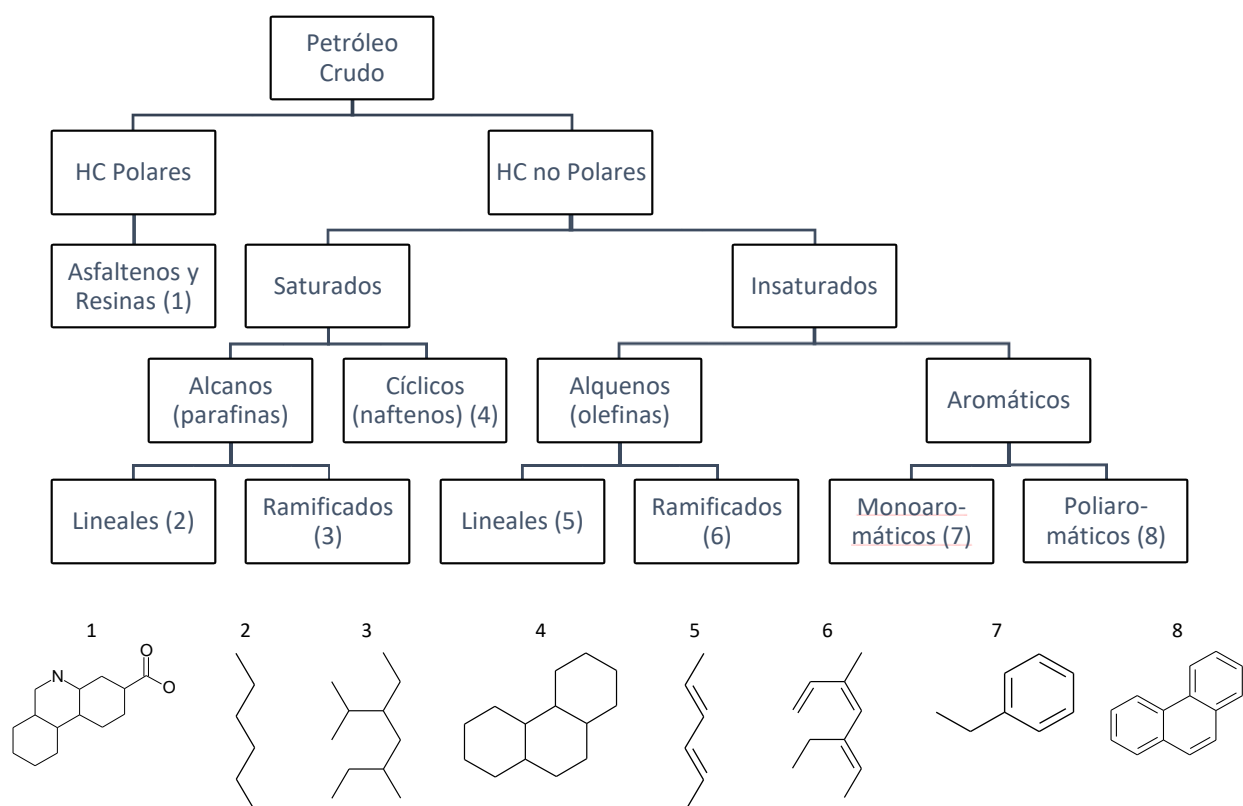 Petróleo
Crudo
HC Polares
HC no Polares
Asfaltenos y
Resinas (1)
Saturados
Insaturados
Alcanos
(parafinas)
Cíclicos
(naftenos) (4)
Alquenos
(olefinas)
Aromáticos
Lineales (2)
Ramificados
(3)
Lineales (5)
Ramificados
(6)
Monoaro-
máticos (7)
Poliaro-
máticos (8)
1
2
3
4
5
6
7
8
O
N
O